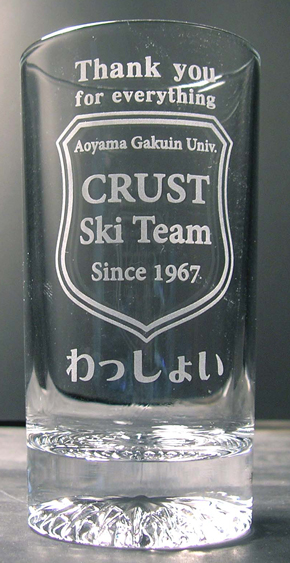 Thank you
for everything
Aoyama Gakuin Univ.
CRUST
Ski Team
Since 1967
わっしょい